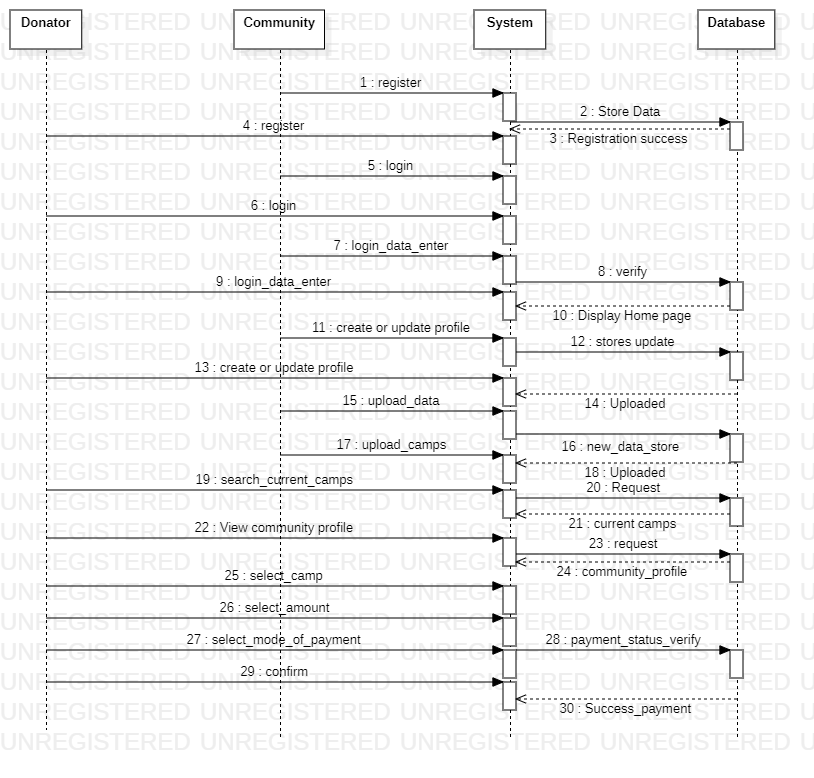 Donator
Community
System
Database
1 : register
2 : Store Data
4 : register
3 : Registration success
5 : login
6 : login
7 : login_data_enter
8 : verify
9 : login_data_enter
10 : Display Home page
11 : create or update profile
12 : stores update
13 : create or update profile
15 : upload_data
14 : Uploaded
17 : upload_camps
16 : new_data_store
18 : Uploaded
19 : search_current_camps
20 : Request
21 : current camps
22 : View community profile
23 : request
24 : community_profile
25 : select_camp
26 : select_amount
27 : select_mode_of_payment
28 : payment_status_verify
29 : confirm
30 : Success_payment
UNREGISTERED